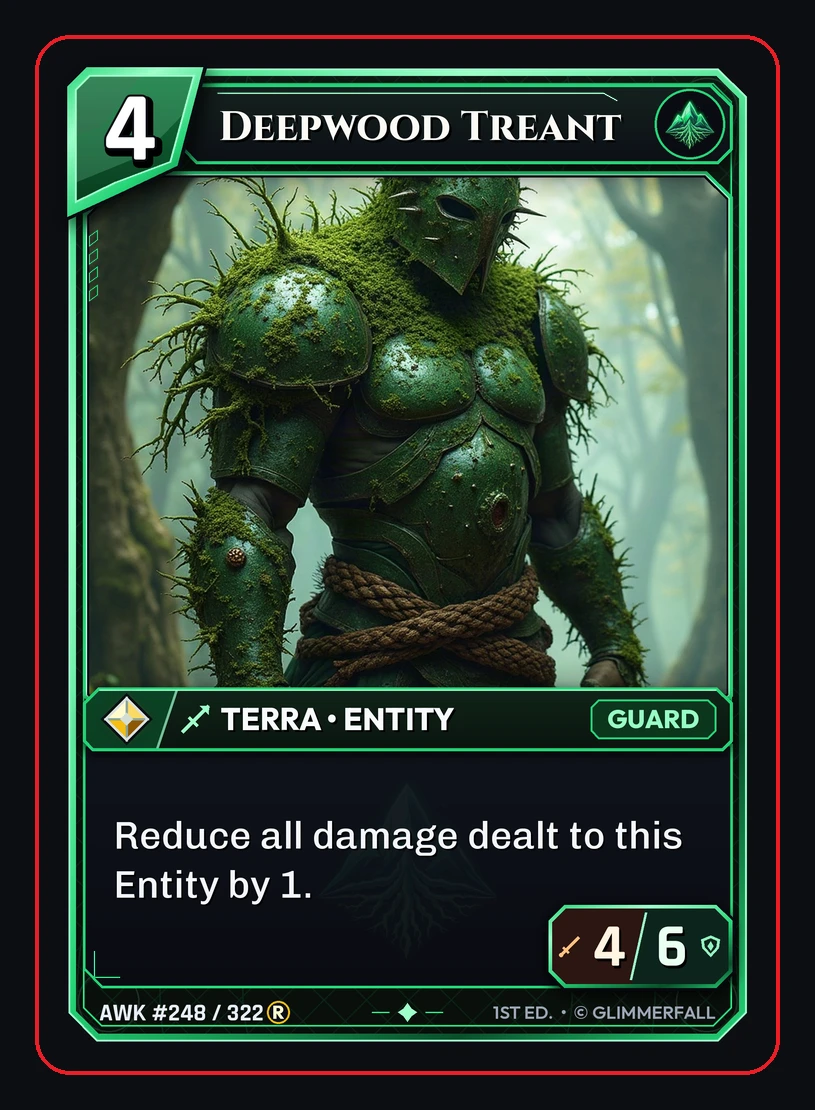 4
DEEPWOOD TREANT
TERRA • ENTITY
GUARD
Reduce all damage dealt to this
Entity by 1.
4/6
AWK #248 / 322 R
1ST ED. • © GLIMMERFALL